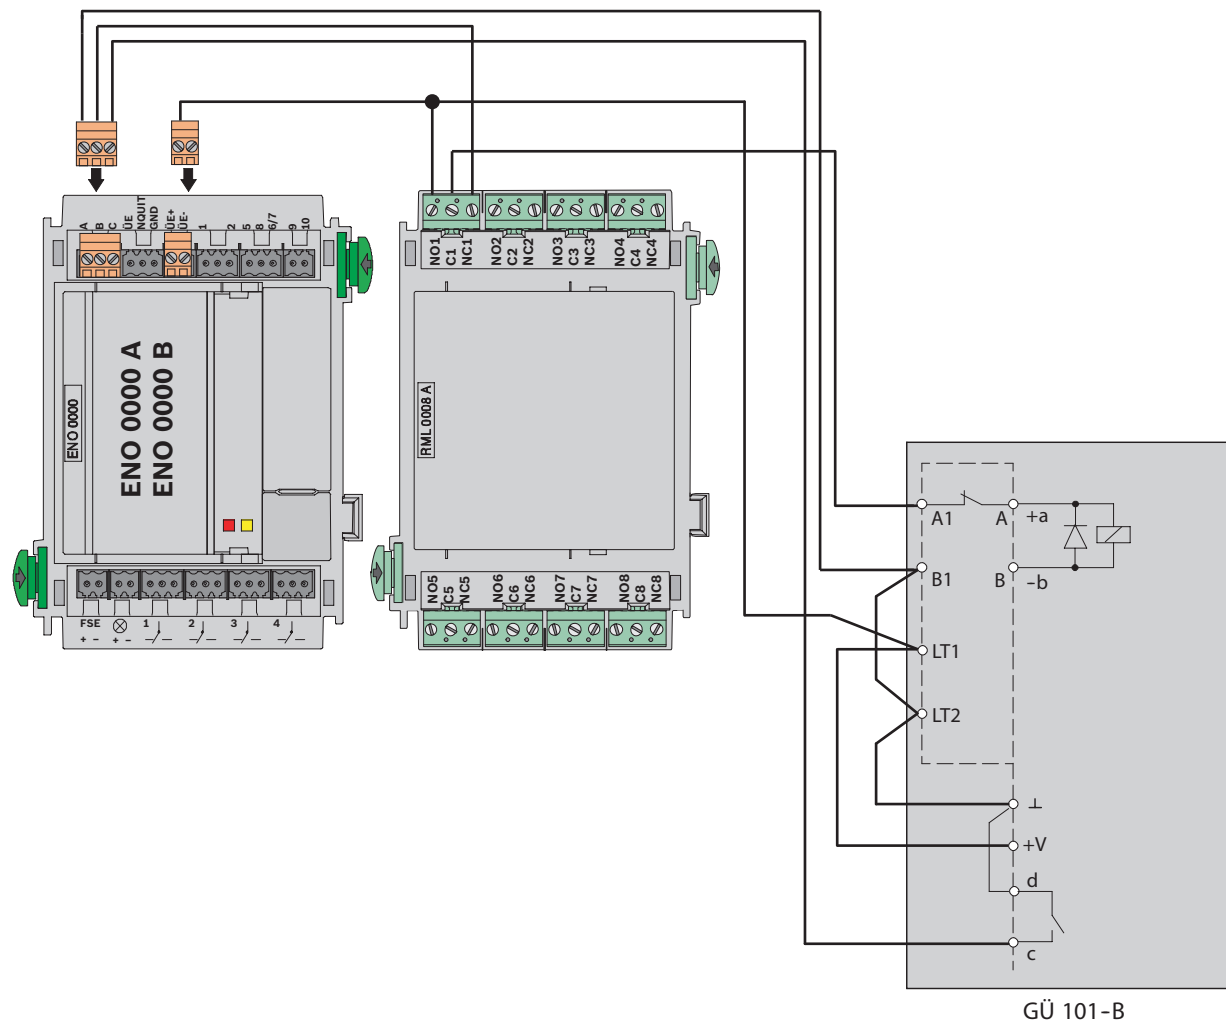 A
B
C
ÜE
NQUIT
GND
ÜE+
ÜE-
1
2
5
8
6/7
9
10
ENO 0000
ENO 0000 A
ENO 0000 B
FSE
+ -
+ -
1
2
3
4
NO1
C1
NC1
NO2
C2
NC2
NO3
C3
NC3
NO4
C4
NC4
RML 0008 A
NO5
C5
NC5
NO6
C6
NC6
NO7
C7
NC7
NO8
C8
NC8
A1
A
+a
B1
B
-b
LT1
LT2
⊥
+V
d
c
GÜ 101-B